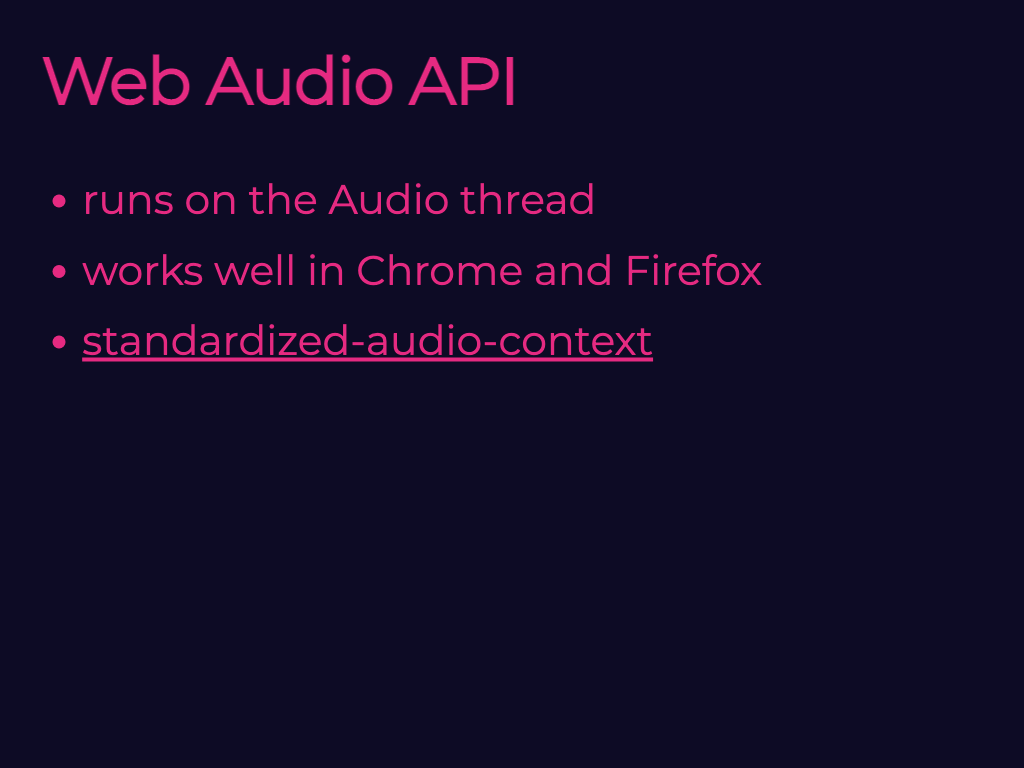 Web Audio API
• runs on the Audio thread
• works well in Chrome and Firefox
• standardized-audio-context